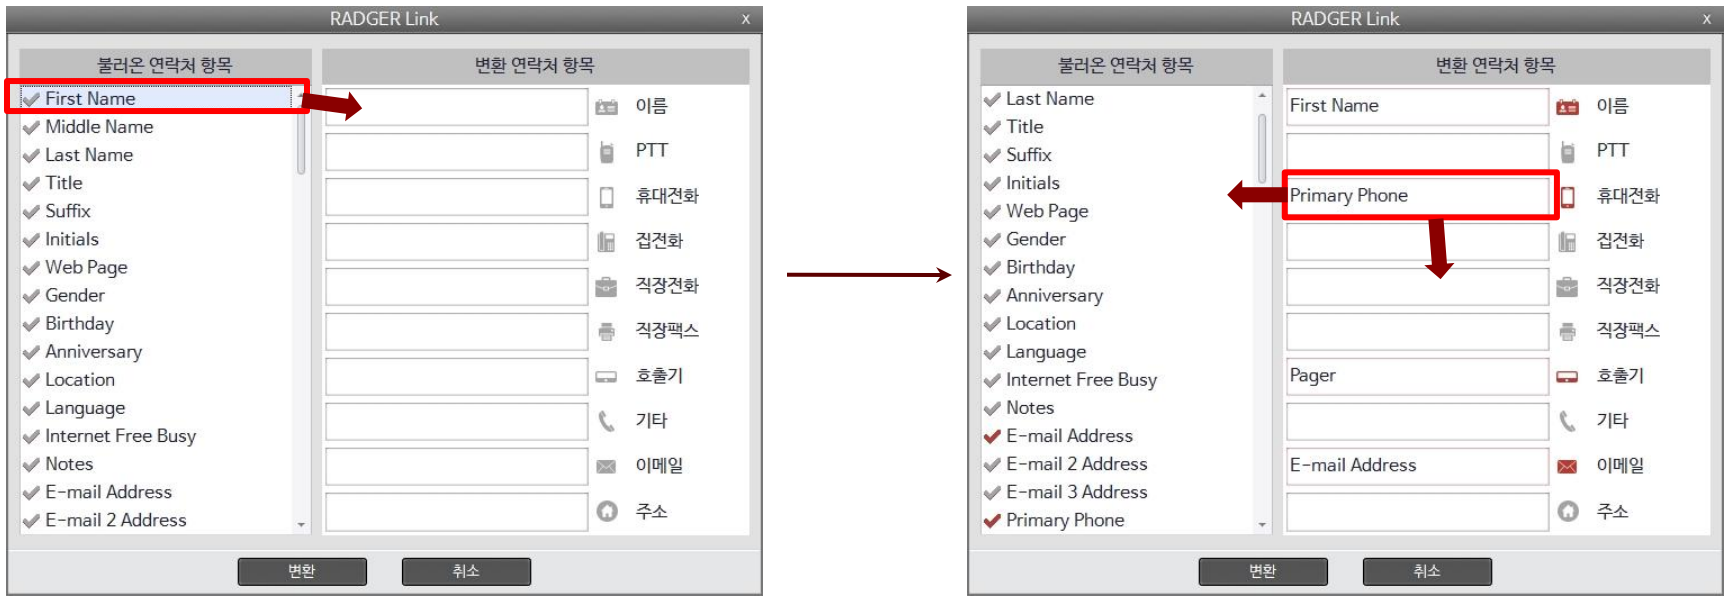 RADGER Link x
불러온 연락처 항목
변환 연락처 항목
First Name
Middle Name
Last Name
Title
Suffix
Initials
Web Page
Gender
Birthday
Anniversary
Location
Language
Internet Free Busy
Notes
E-mail Address
E-mail 2 Address
이름
PTT
휴대전화
집전화
직장전화
직장팩스
호출기
기타
이메일
주소
변환
취소
RADGER Link x
불러온 연락처 항목
변환 연락처 항목
Last Name
Title
Suffix
Initials
Web Page
Gender
Birthday
Anniversary
Location
Language
Internet Free Busy
Notes
E-mail Address
E-mail 2 Address
E-mail 3 Address
Primary Phone
First Name 이름
PTT
Primary Phone 휴대전화
집전화
직장전화
직장팩스
Pager 호출기
기타
E-mail Address 이메일
주소
변환
취소